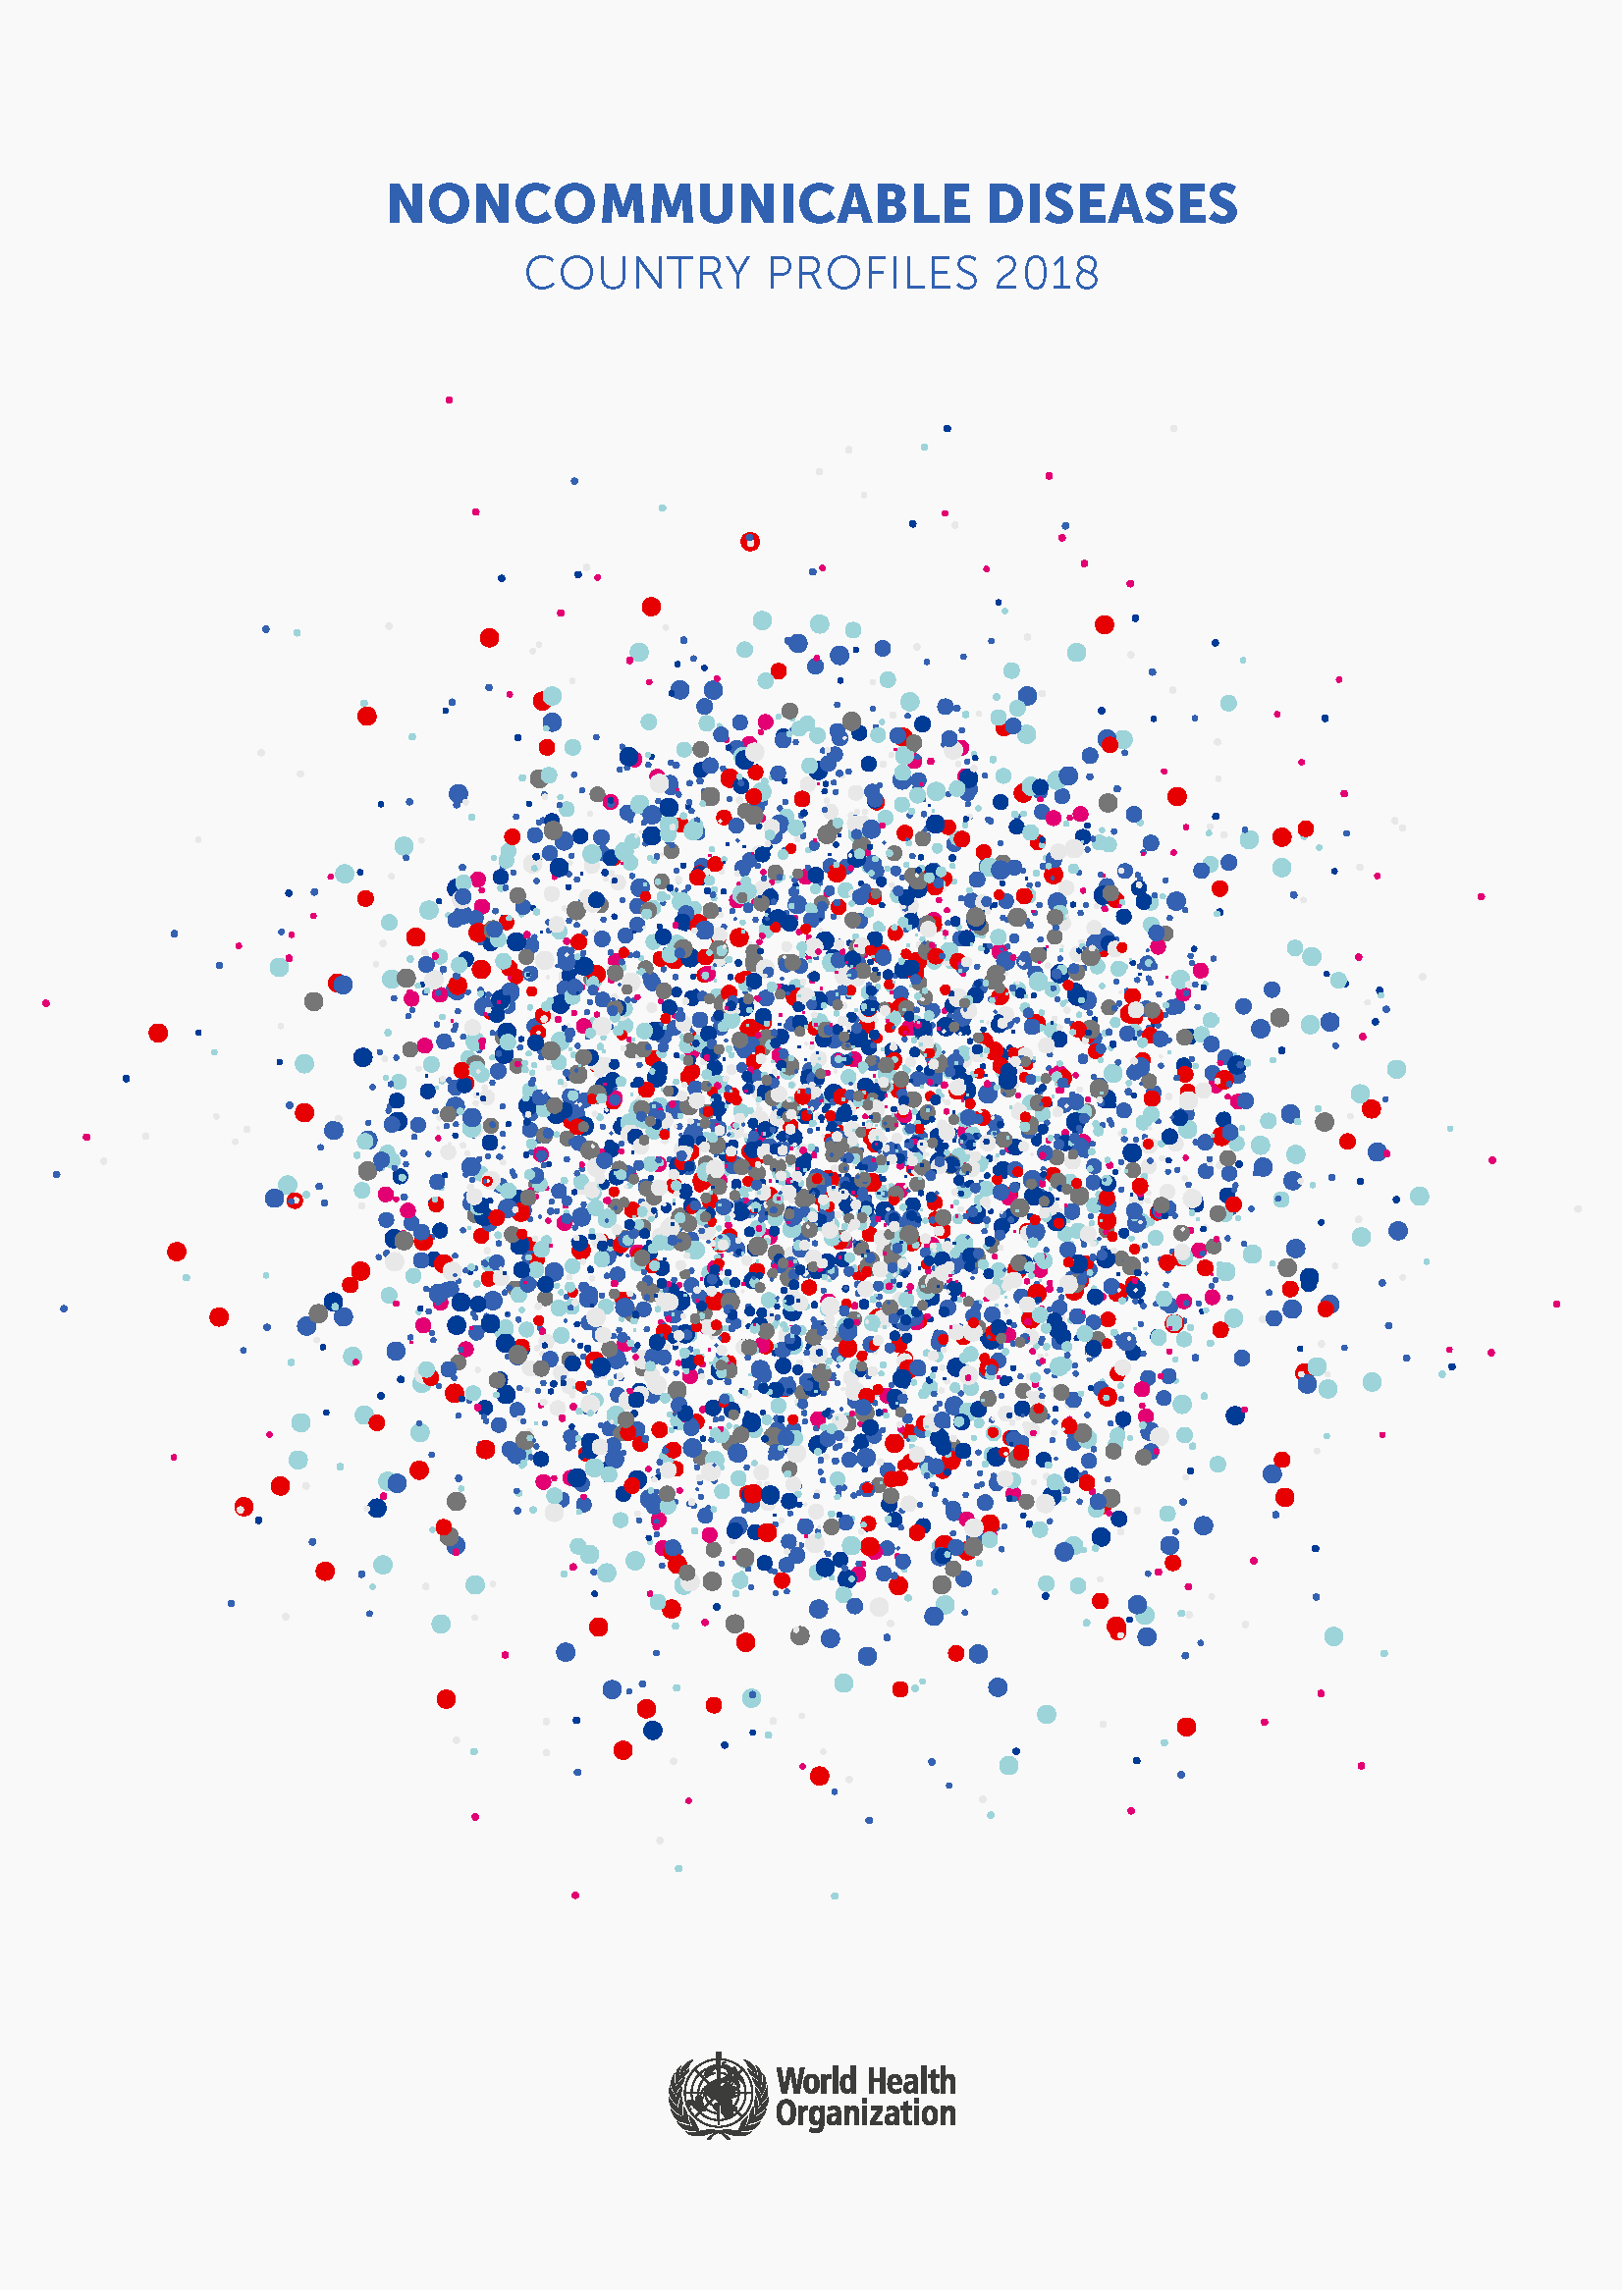 NONCOMMUNICABLE DISEASES
COUNTRY PROFILES 2018
World Health
Organization